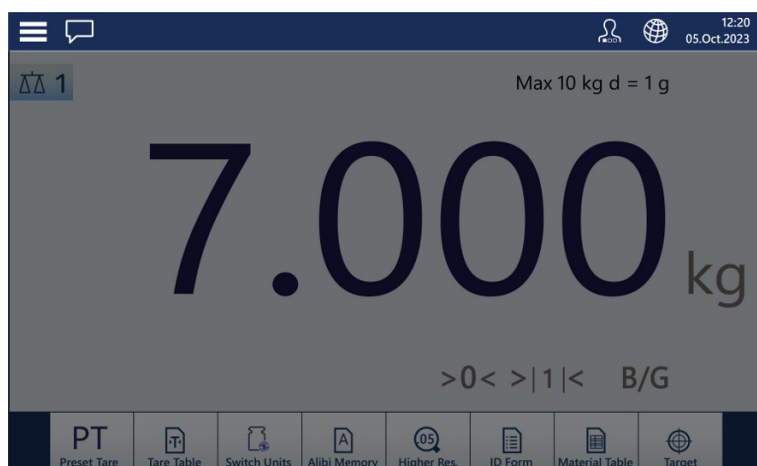 12:20
05.Oct.2023
1
Max 10 kg d = 1 g
7.000 kg
>0< >|1|< B/G
PT
T
A
05
Preset Tare Tare Table Switch Units Alibi Memory Higher Res. ID Form Material Table Target